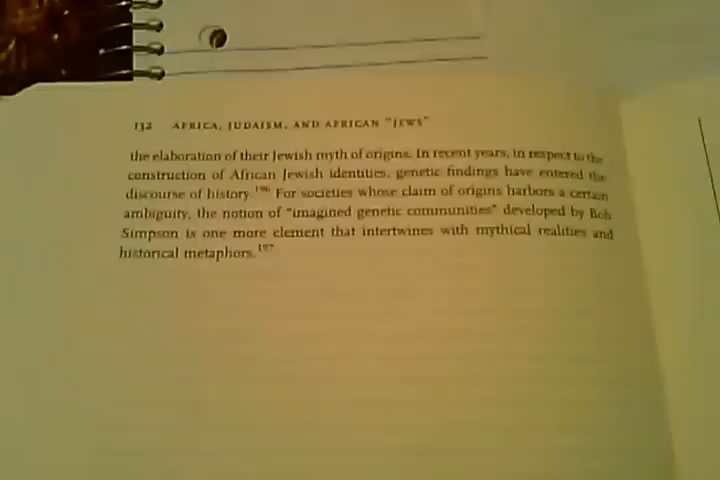 132 AFRICA, JUDAISM, AND AFRICAN "JEWS"
the elaboration of their Jewish myth of origins. In recent years, in respect to the
construction of African Jewish identities, genetic findings have entered the
discourse of history.196 For societies whose claim of origins harbors a certain
ambiguity, the notion of "imagined genetic communities" developed by Bob
Simpson is one more element that intertwines with mythical realities and
historical metaphors.197